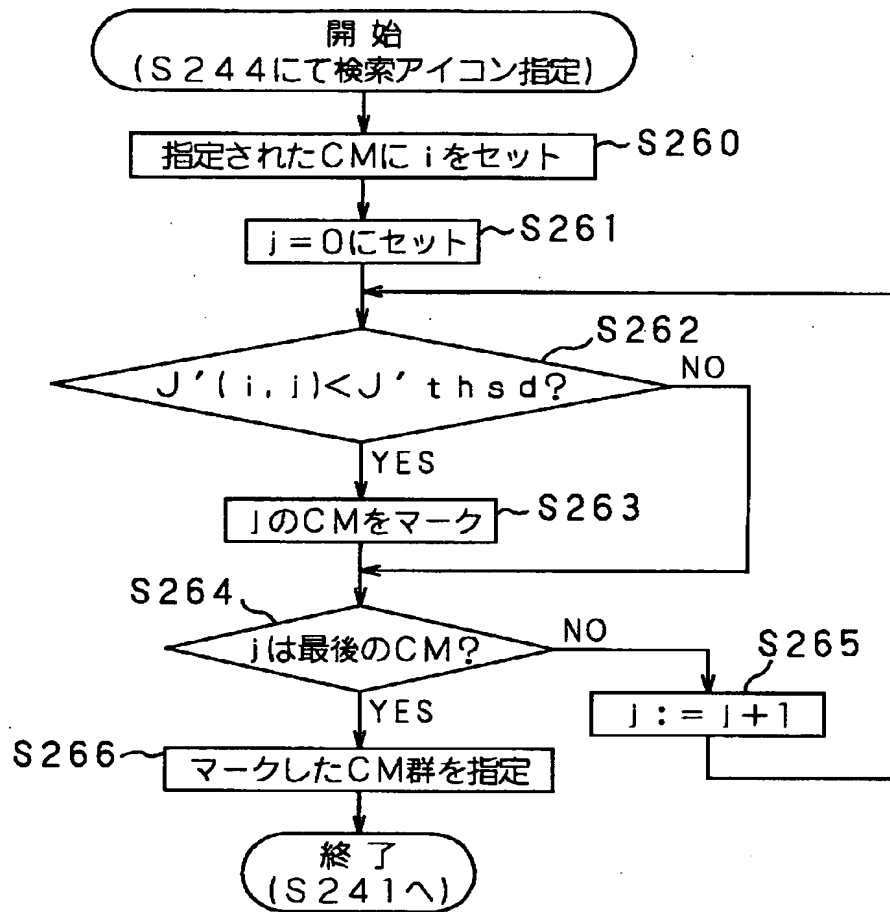 開始
(S244にて検索アイコン指定)
指定されたCMにiをセット
S260
j=0にセット
S261
S262
J′(i,j)<J′thsd?
NO
YES
jのCMをマーク
S263
S264
jは最後のCM?
NO
S265
j:=j+1
YES
S266
マークしたCM群を指定
終了
(S241へ)